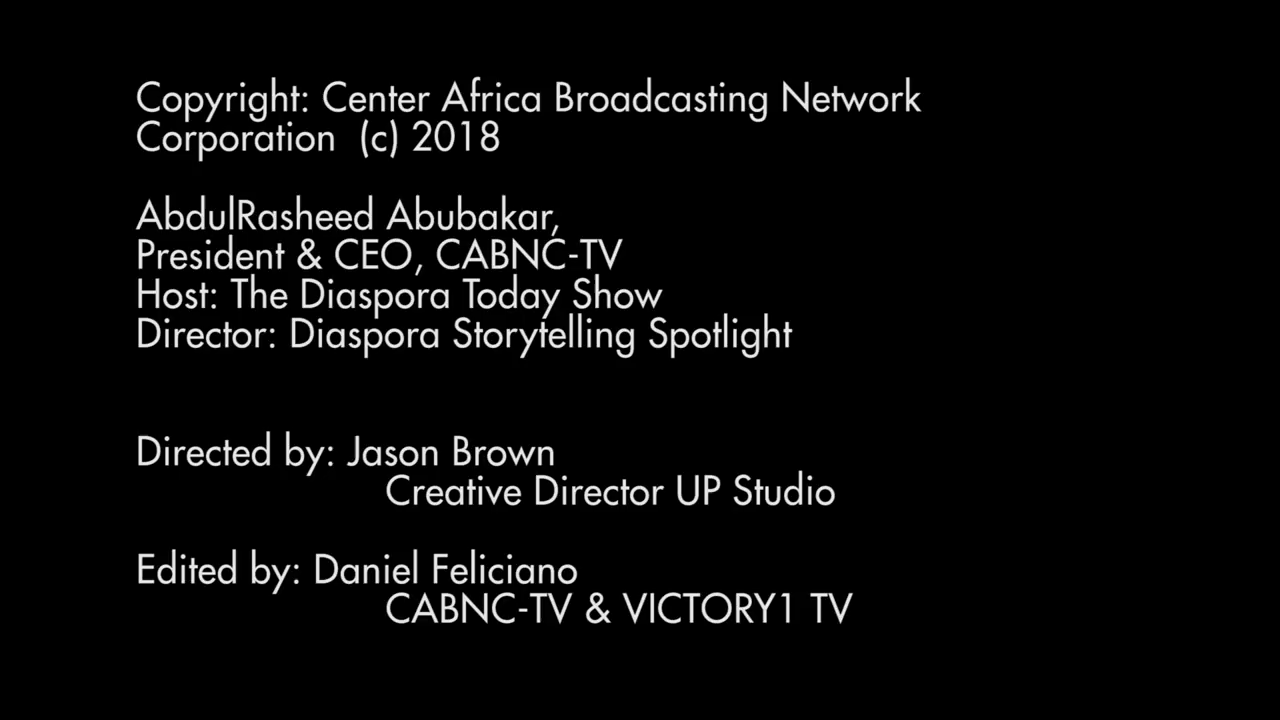 Copyright: Center Africa Broadcasting Network
Corporation  (c) 2018
AbdulRasheed Abubakar,
President & CEO, CABNC-TV
Host: The Diaspora Today Show
Director: Diaspora Storytelling Spotlight
Directed by: Jason Brown
Creative Director UP Studio
Edited by: Daniel Feliciano
CABNC-TV & VICTORY1 TV